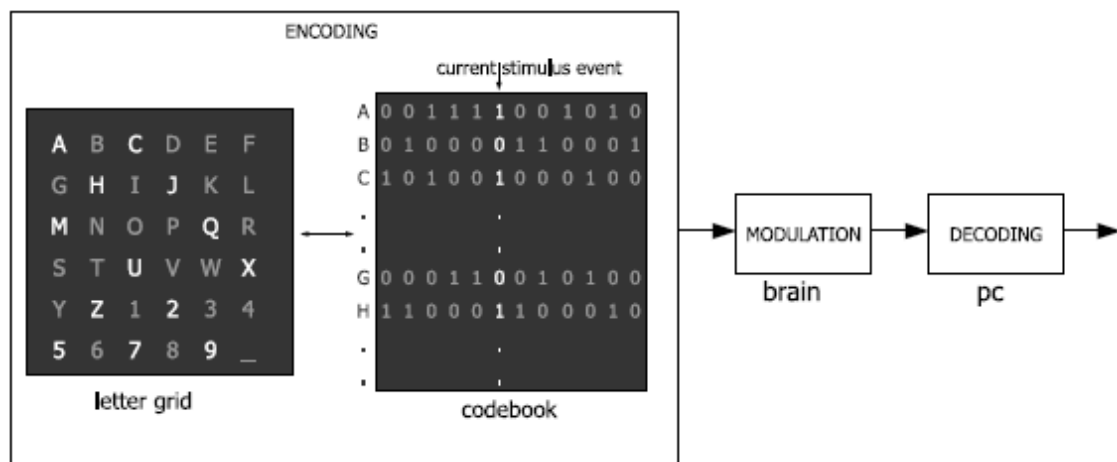 ENCODING
current stimulus event
A 0 0 1 1 1 1 0 0 1 0 1 0
B 0 1 0 0 0 0 1 1 0 0 0 1
C 1 0 1 0 0 1 0 0 0 1 0 0
G 0 0 0 1 1 0 0 1 0 1 0 0
H 1 1 0 0 0 1 1 0 0 0 1 0
codebook
A B C D E F
G H I J K L
M N O P Q R
S T U V W X
Y Z 1 2 3 4
5 6 7 8 9 _
letter grid
MODULATION
brain
DECODING
pc